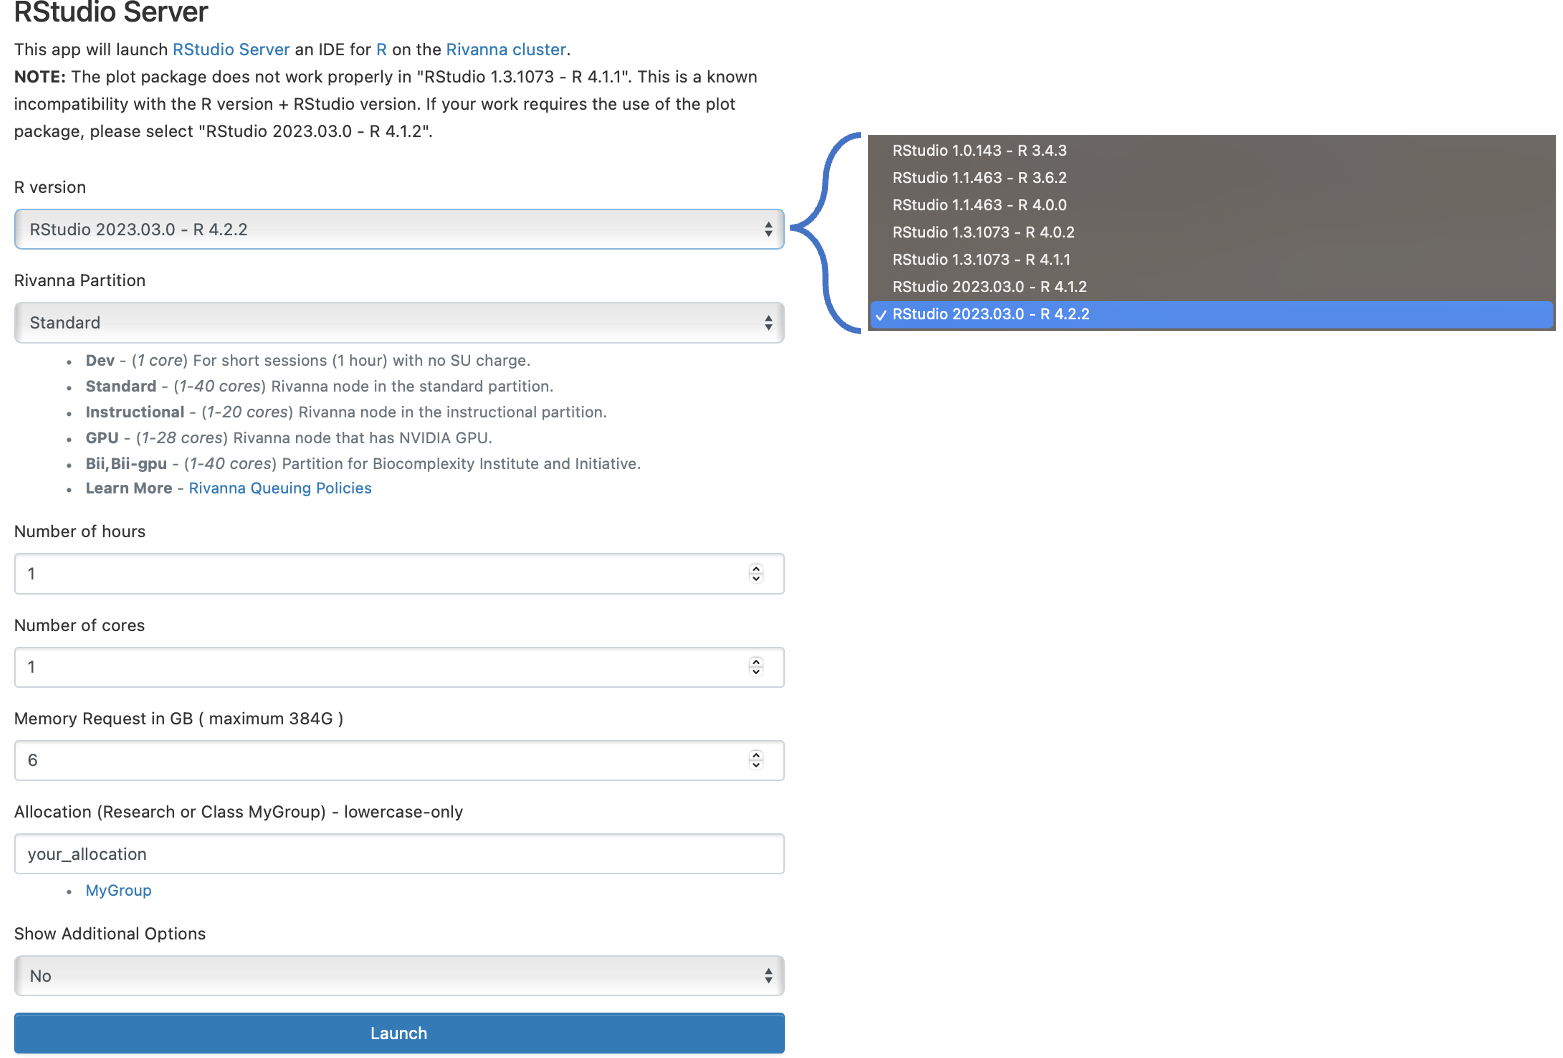 RStudio Server
This app will launch RStudio Server an IDE for R on the Rivanna cluster.
NOTE: The plot package does not work properly in "RStudio 1.3.1073 - R 4.1.1". This is a known
incompatibility with the R version + RStudio version. If your work requires the use of the plot
package, please select "RStudio 2023.03.0 - R 4.1.2".
R version
RStudio 2023.03.0 - R 4.2.2
RStudio 1.0.143 - R 3.4.3
RStudio 1.1.463 - R 3.6.2
RStudio 1.1.463 - R 4.0.0
RStudio 1.3.1073 - R 4.0.2
RStudio 1.3.1073 - R 4.1.1
RStudio 2023.03.0 - R 4.1.2
✓ RStudio 2023.03.0 - R 4.2.2
Rivanna Partition
Standard
• Dev - (1 core) For short sessions (1 hour) with no SU charge.
• Standard - (1-40 cores) Rivanna node in the standard partition.
• Instructional - (1-20 cores) Rivanna node in the instructional partition.
• GPU - (1-28 cores) Rivanna node that has NVIDIA GPU.
• Bii,Bii-gpu - (1-40 cores) Partition for Biocomplexity Institute and Initiative.
• Learn More - Rivanna Queuing Policies
Number of hours
1
Number of cores
1
Memory Request in GB ( maximum 384G )
6
Allocation (Research or Class MyGroup) - lowercase-only
your_allocation
• MyGroup
Show Additional Options
No
Launch